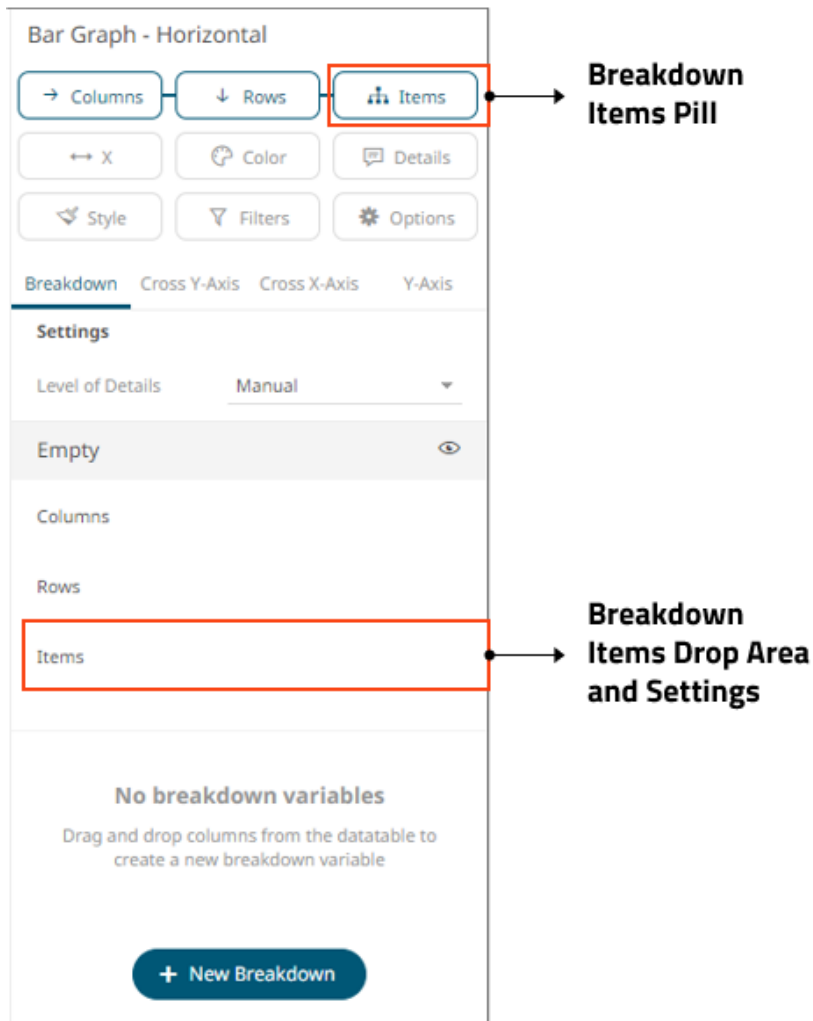 Bar Graph - Horizontal
Columns
Rows
Items
Breakdown
Items Pill
X
Color
Details
Style
Filters
Options
Breakdown
Cross Y-Axis
Cross X-Axis
Y-Axis
Settings
Level of Details
Manual
Empty
Columns
Rows
Items
Breakdown
Items Drop Area
and Settings
No breakdown variables
Drag and drop columns from the datatable to
create a new breakdown variable
+ New Breakdown